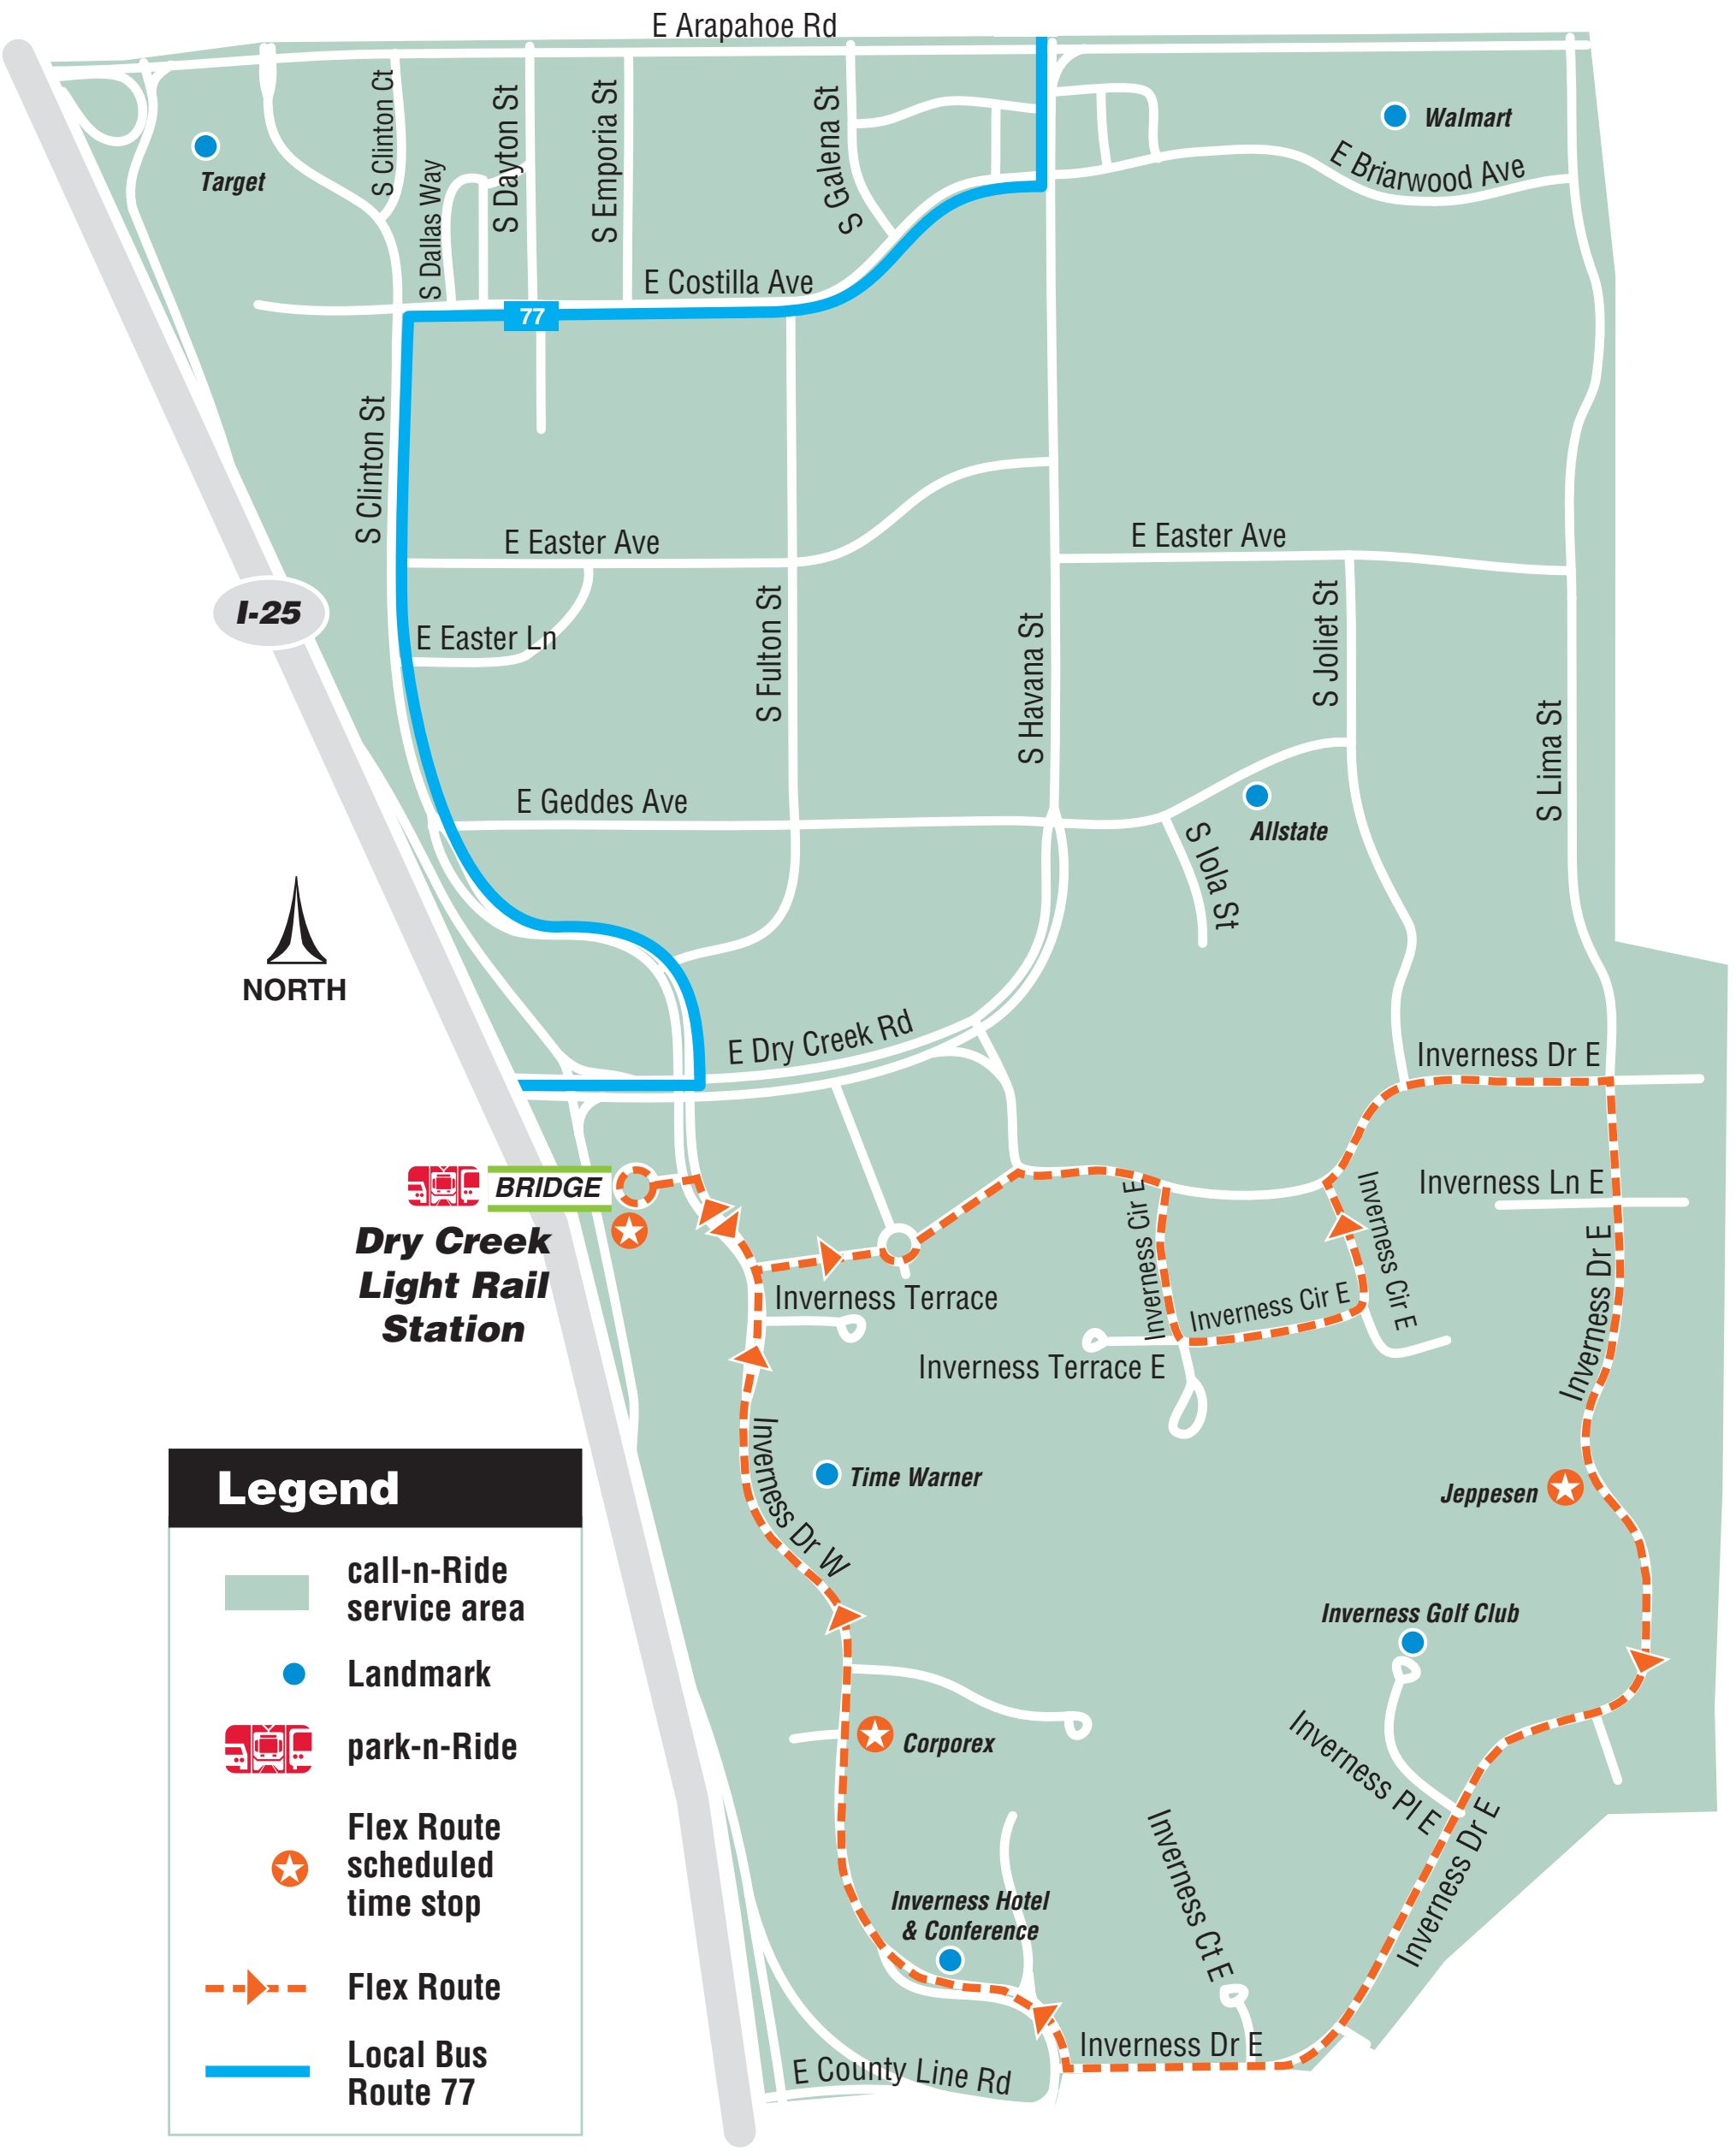 E Arapahoe Rd
S Clinton Ct
S Dallas Way
S Dayton St
S Emporia St
S Galena St
Walmart
E Briarwood Ave
Target
E Costilla Ave
77
S Clinton St
E Easter Ave
E Easter Ave
I-25
E Easter Ln
S Fulton St
S Havana St
S Joliet St
S Lima St
E Geddes Ave
Allstate
S Iola St
NORTH
E Dry Creek Rd
Inverness Dr E
BRIDGE
Inverness Ln E
Dry Creek
Light Rail
Station
Inverness Cir E
Inverness Cir E
Inverness Cir E
Inverness Dr E
Inverness Terrace
Inverness Terrace E
Inverness Dr W
Time Warner
Jeppesen
Inverness Golf Club
Corporex
Inverness Pl E
Inverness Dr E
Inverness Ct E
Inverness Hotel
& Conference
Inverness Dr E
E County Line Rd
Legend
call-n-Ride
service area
Landmark
park-n-Ride
Flex Route
scheduled
time stop
Flex Route
Local Bus
Route 77